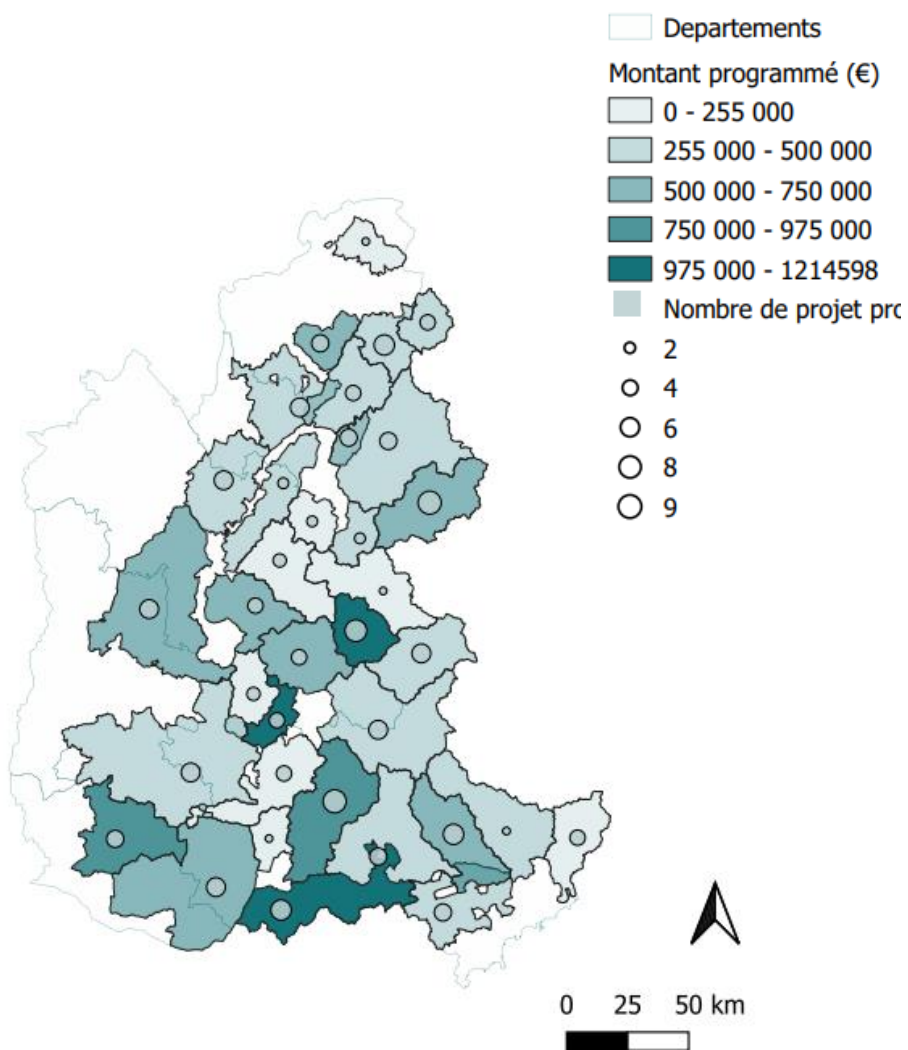 Departements
Montant programmé (€)
0 - 255 000
255 000 - 500 000
500 000 - 750 000
750 000 - 975 000
975 000 - 1214598
Nombre de projet pro
2
4
6
8
9
0 25 50 km